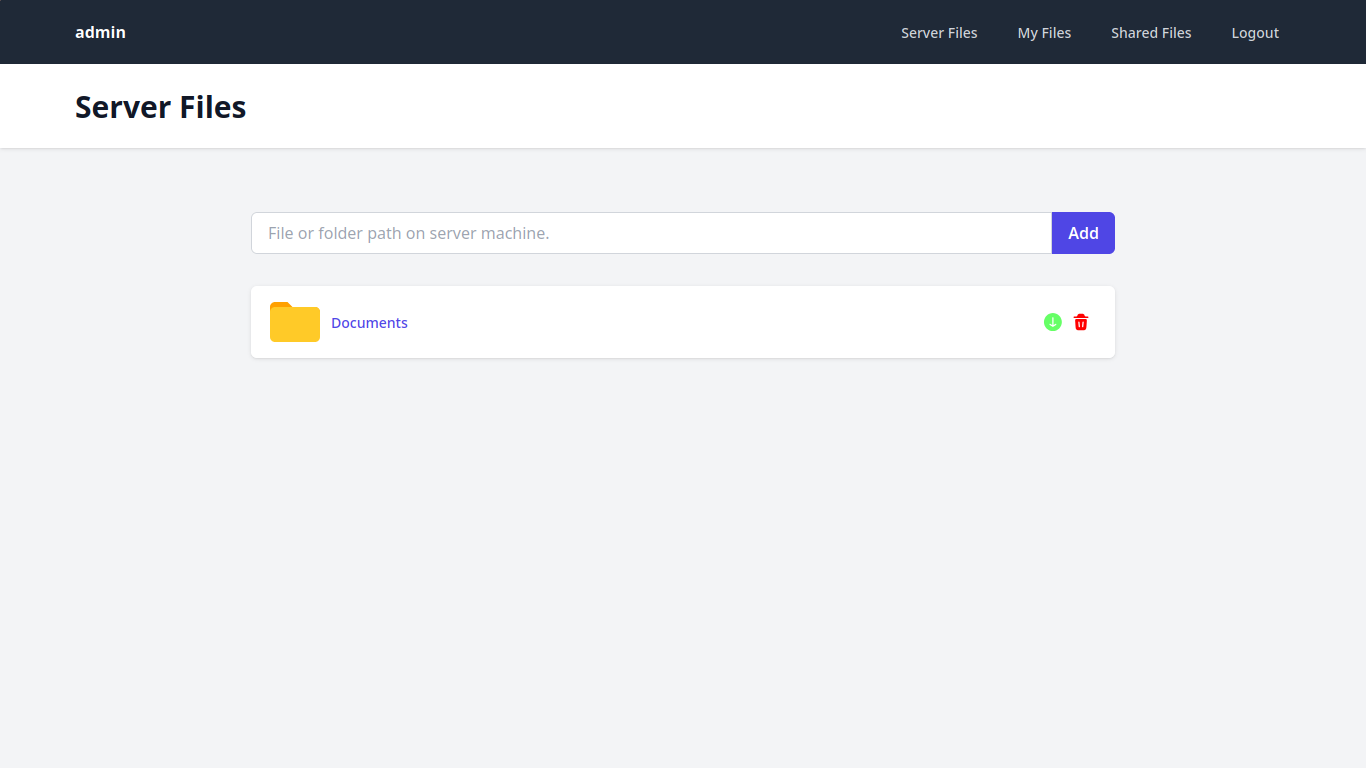 admin
Server Files
My Files
Shared Files
Logout
Server Files
File or folder path on server machine.
Add
Documents